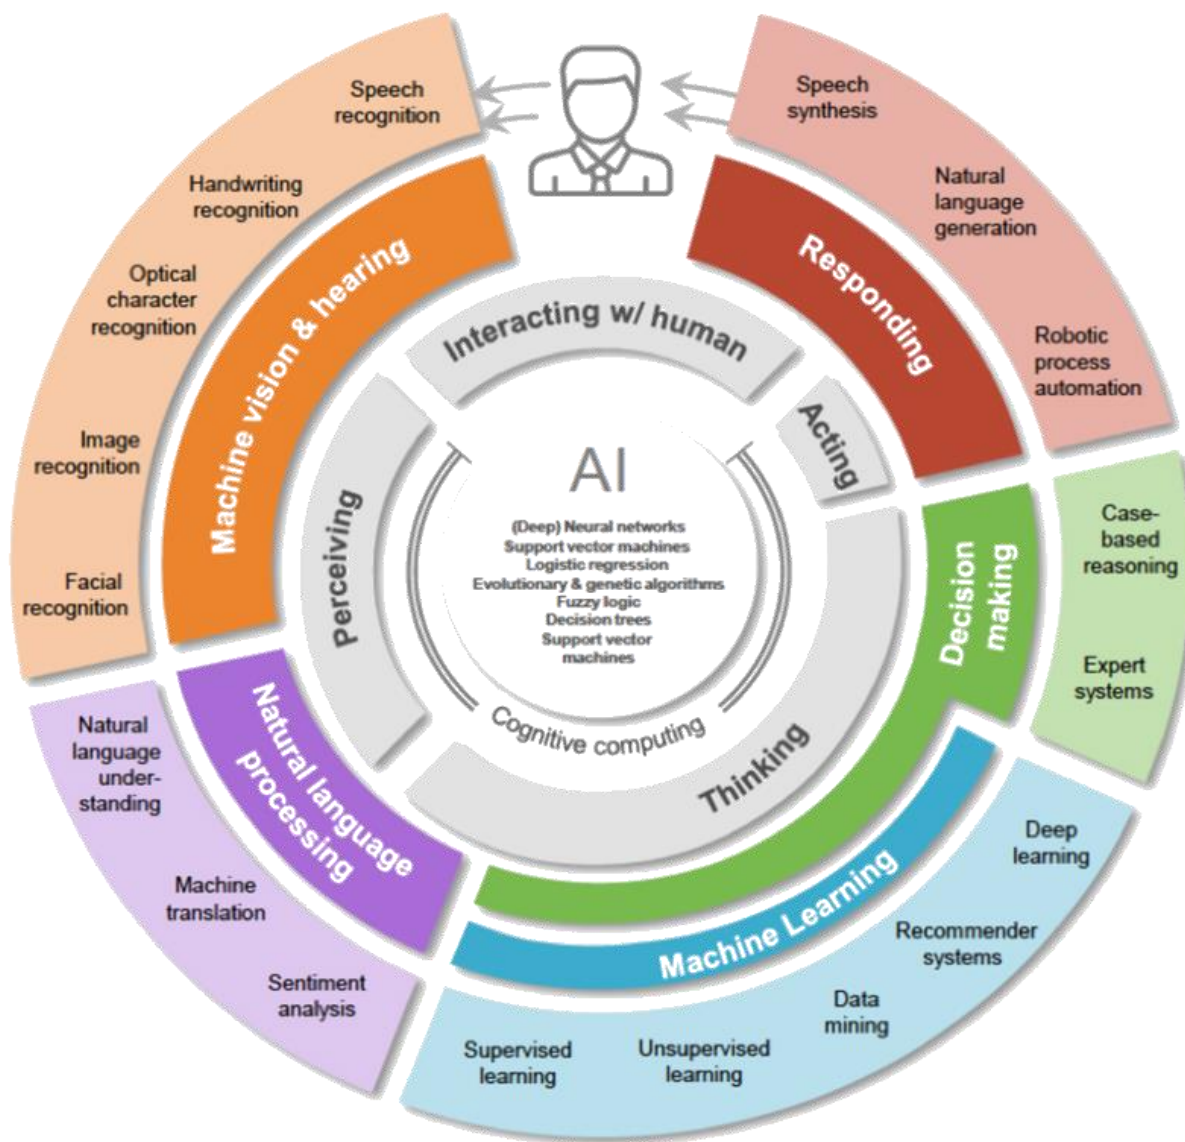 Speech
recognition
Handwriting
recognition
Optical
character
recognition
Image
recognition
Facial
recognition
Machine vision & hearing
Speech
synthesis
Natural
language
generation
Robotic
process
automation
Responding
Interacting w/ human
Acting
Perceiving
Thinking
AI
(Deep) Neural networks
Support vector machines
Logistic regression
Evolutionary & genetic algorithms
Fuzzy logic
Decision trees
Support vector
machines
Cognitive computing
Decision
making
Case-
based
reasoning
Expert
systems
Natural language
processing
Natural
language
under-
standing
Machine
translation
Sentiment
analysis
Machine Learning
Deep
learning
Recommender
systems
Data
mining
Unsupervised
learning
Supervised
learning